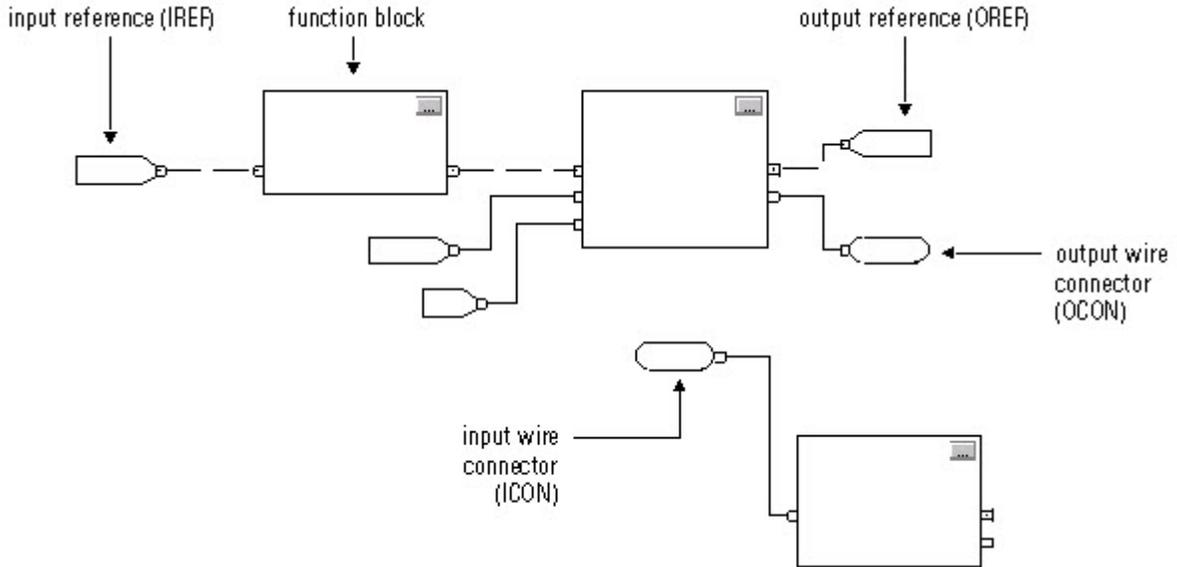 input reference (IREF)
function block
output reference (OREF)
...
...
output wire
connector
(OCON)
input wire
connector
(ICON)
...